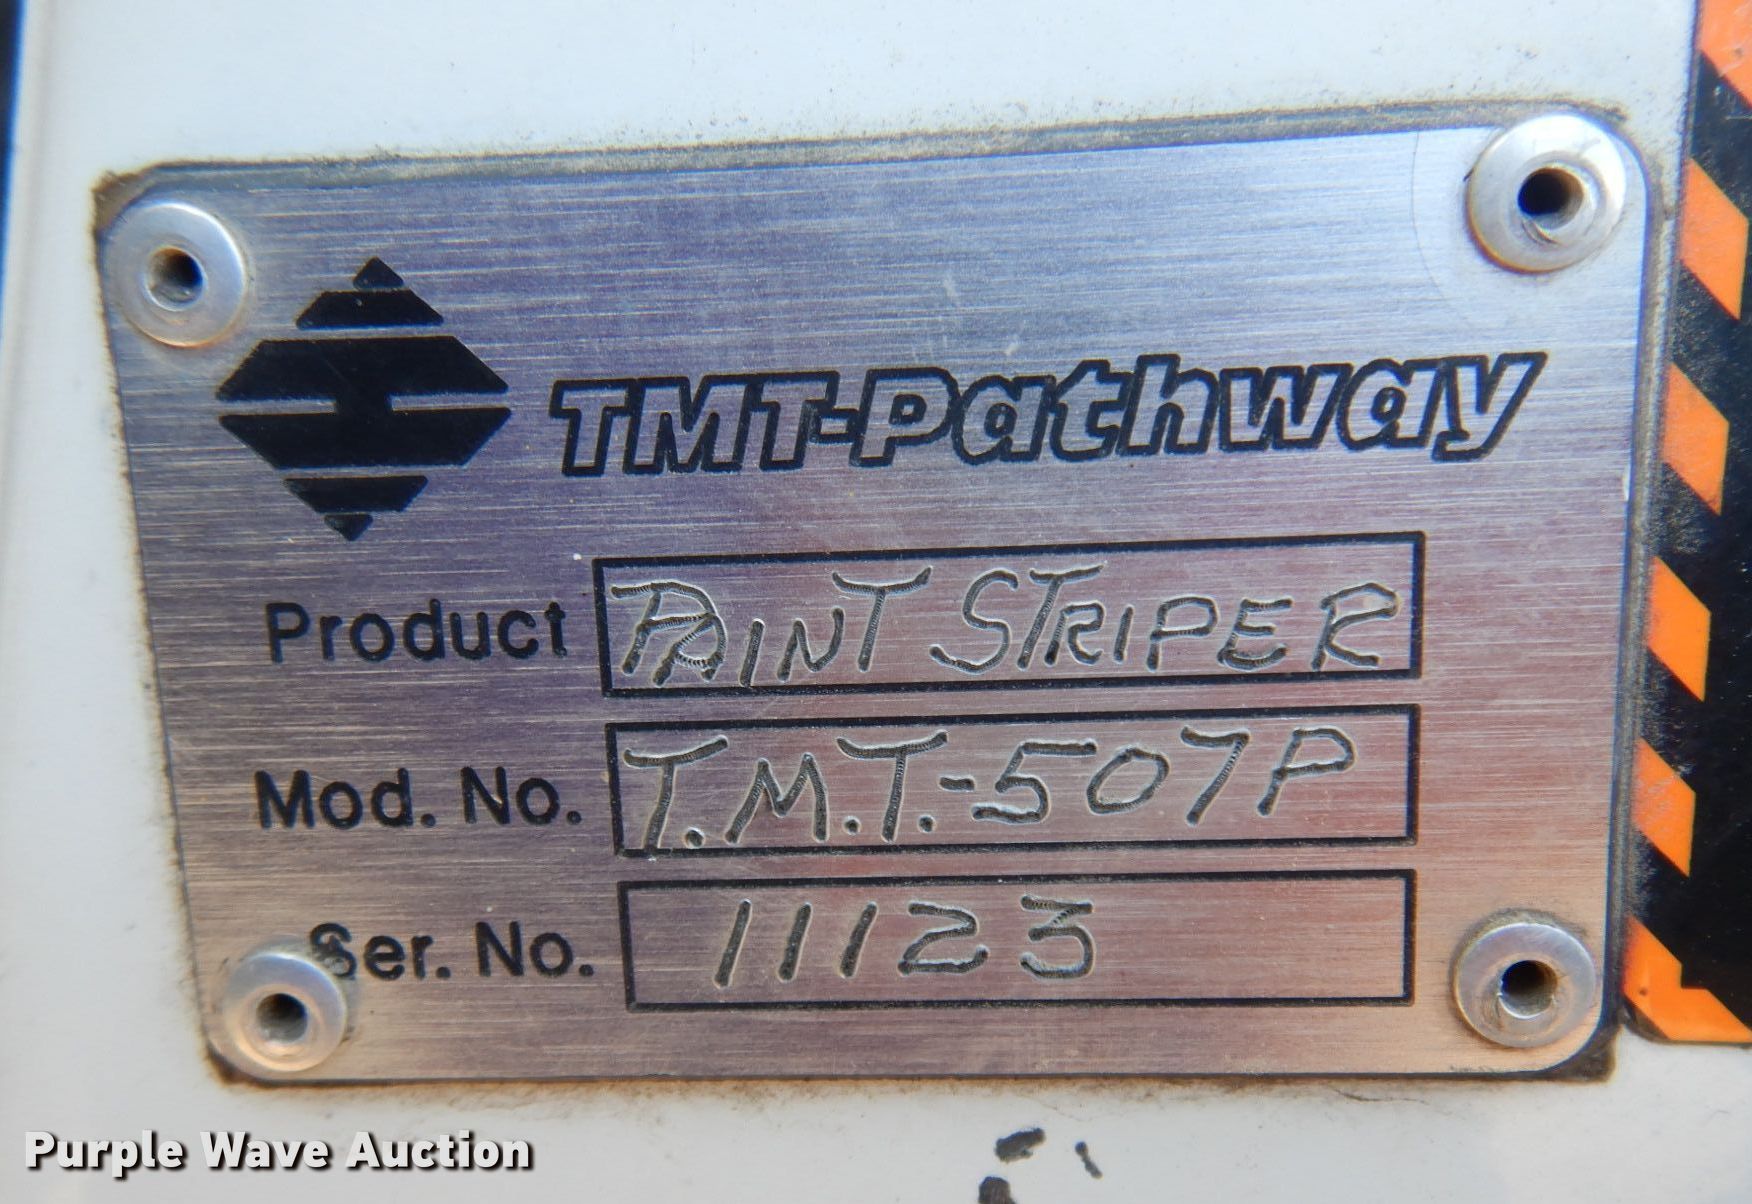 TMT-Pathway
Product PAINT STRIPER
Mod. No. T.M.T.-507P
Ser. No. 11123
Purple Wave Auction